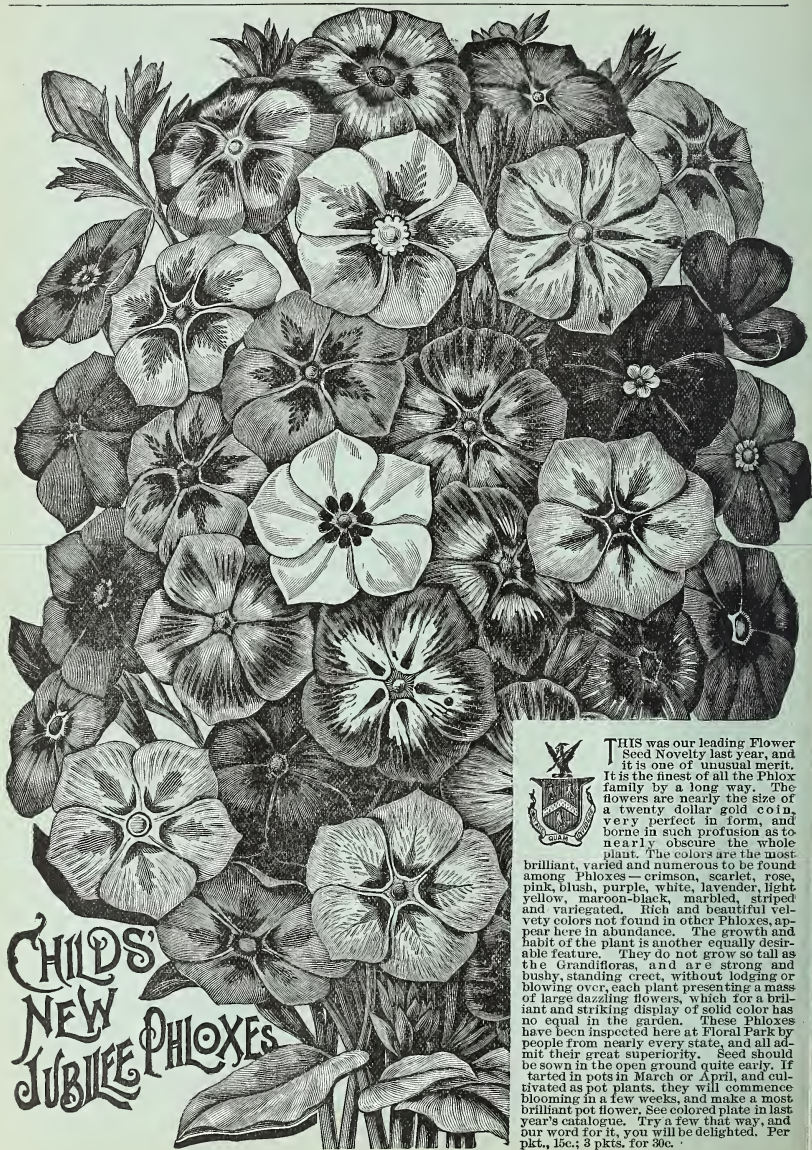 CHILDS'
NEW
JUBILEE PHLOXES
QUAM
THIS was our leading Flower
Seed Novelty last year, and
it is one of unusual merit.
It is the finest of all the Phlox
family by a long way. The
flowers are nearly the size of
a twenty dollar gold coin,
very perfect in form, and
borne in such profusion as to
nearly obscure the whole
plant. The colors are the most
brilliant, varied and numerous to be found
among Phloxes — crimson, scarlet, rose,
pink, blush, purple, white, lavender, light
yellow, maroon-black, marbled, striped
and variegated. Rich and beautiful vel-
vety colors not found in other Phloxes, ap-
pear here in abundance. The growth and
habit of the plant is another equally desir-
able feature. They do not grow so tall as
the Grandifloras, and are strong and
bushy, standing erect, without lodging or
blowing over, each plant presenting a mass
of large dazzling flowers, which for a bril-
iant and striking display of solid color has
no equal in the garden. These Phloxes
have been inspected here at Floral Park by
people from nearly every state, and all ad-
mit their great superiority. Seed should
be sown in the open ground quite early. If
tarted in pots in March or April, and cul-
tivated as pot plants, they will commence
blooming in a few weeks, and make a most
brilliant pot flower. See colored plate in last
year's catalogue. Try a few that way, and
our word for it, you will be delighted. Per
pkt., 15c.; 3 pkts. for 30c.